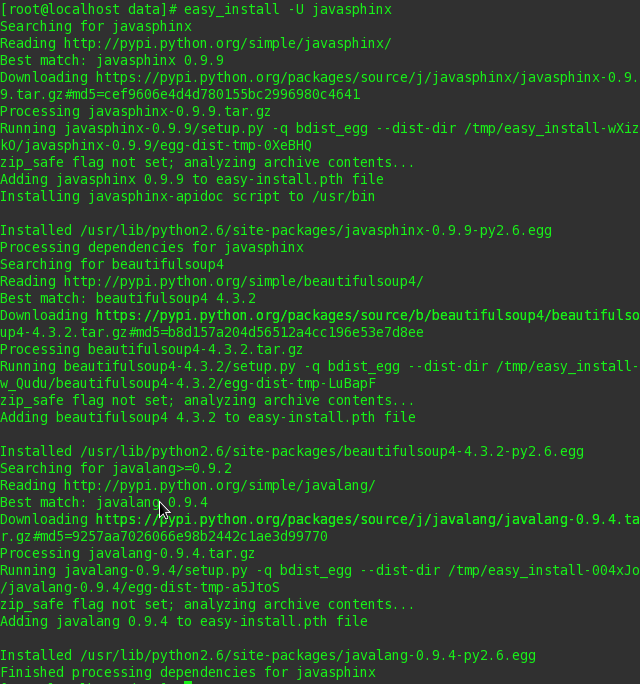 [root@localhost data]# easy_install -U javasphinx
Searching for javasphinx
Reading http://pypi.python.org/simple/javasphinx/
Best match: javasphinx 0.9.9
Downloading https://pypi.python.org/packages/source/j/javasphinx/javasphinx-0.9.
9.tar.gz#md5=cef9606e4d4d780155bc2996980c4641
Processing javasphinx-0.9.9.tar.gz
Running javasphinx-0.9.9/setup.py -q bdist_egg --dist-dir /tmp/easy_install-wXiz
kO/javasphinx-0.9.9/egg-dist-tmp-0XeBHQ
zip_safe flag not set; analyzing archive contents...
Adding javasphinx 0.9.9 to easy-install.pth file
Installing javasphinx-apidoc script to /usr/bin
Installed /usr/lib/python2.6/site-packages/javasphinx-0.9.9-py2.6.egg
Processing dependencies for javasphinx
Searching for beautifulsoup4
Reading http://pypi.python.org/simple/beautifulsoup4/
Best match: beautifulsoup4 4.3.2
Downloading https://pypi.python.org/packages/source/b/beautifulsoup4/beautifulso
up4-4.3.2.tar.gz#md5=b8d157a204d56512a4cc196e53e7d8ee
Processing beautifulsoup4-4.3.2.tar.gz
Running beautifulsoup4-4.3.2/setup.py -q bdist_egg --dist-dir /tmp/easy_install-
w_Qudu/beautifulsoup4-4.3.2/egg-dist-tmp-LuBapF
zip_safe flag not set; analyzing archive contents...
Adding beautifulsoup4 4.3.2 to easy-install.pth file
Installed /usr/lib/python2.6/site-packages/beautifulsoup4-4.3.2-py2.6.egg
Searching for javalang>=0.9.2
Reading http://pypi.python.org/simple/javalang/
Best match: javalang 0.9.4
Downloading https://pypi.python.org/packages/source/j/javalang/javalang-0.9.4.ta
r.gz#md5=9257aa7026066e98b2442c1ae3d99770
Processing javalang-0.9.4.tar.gz
Running javalang-0.9.4/setup.py -q bdist_egg --dist-dir /tmp/easy_install-004xJo
/javalang-0.9.4/egg-dist-tmp-a5JtoS
zip_safe flag not set; analyzing archive contents...
Adding javalang 0.9.4 to easy-install.pth file
Installed /usr/lib/python2.6/site-packages/javalang-0.9.4-py2.6.egg
Finished processing dependencies for javasphinx